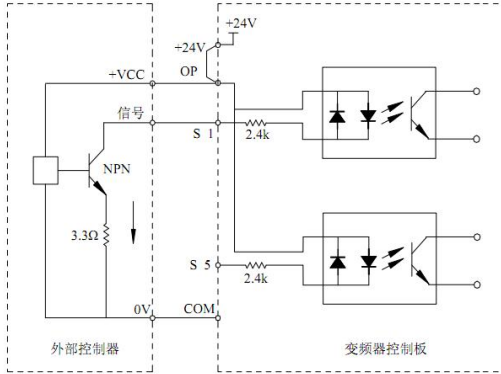 +24V
+24V
+VCC
OP
信号
S 1
2.4k
NPN
3.3Ω
S 5
2.4k
0V
COM
外部控制器
变频器控制板